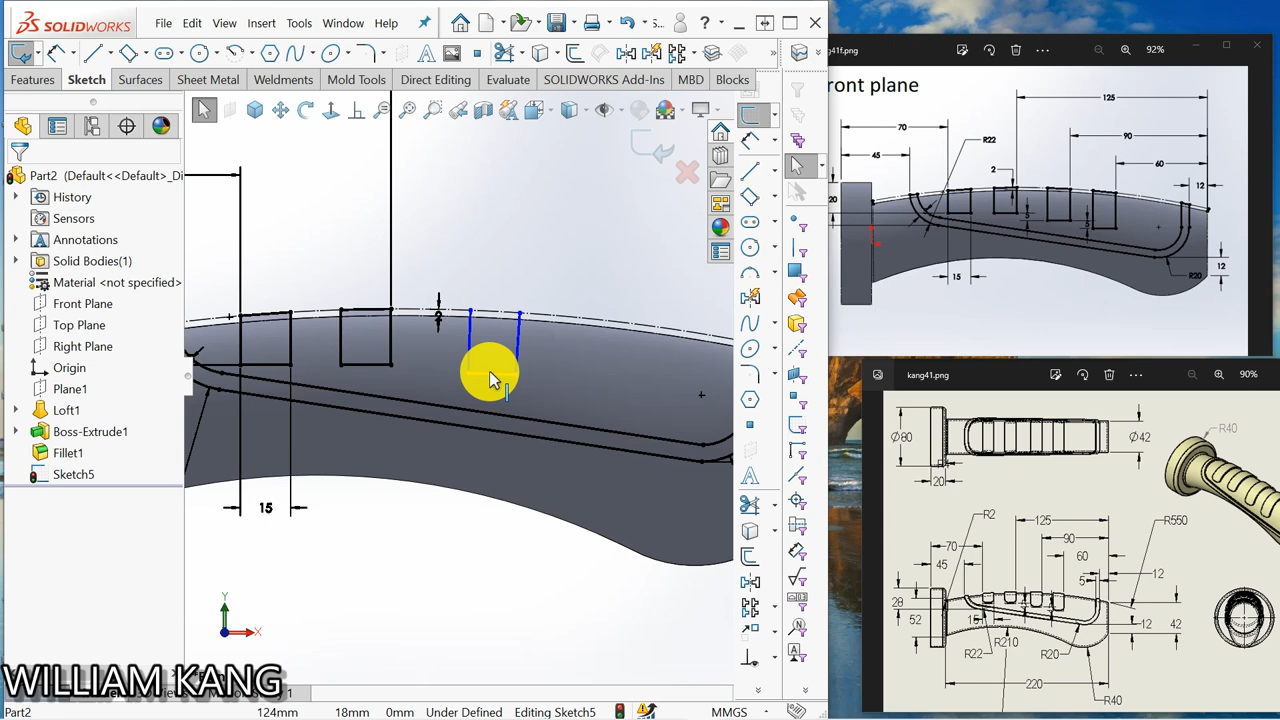 SOLIDWORKS
File
Edit
View
Insert
Tools
Window
Help
S...
?
Features
Sketch
Surfaces
Sheet Metal
Weldments
Mold Tools
Direct Editing
Evaluate
SOLIDWORKS Add-Ins
MBD
Blocks
Part2 (Default<<Default>_Di
History
Sensors
Annotations
Solid Bodies(1)
Material <not specified>
Front Plane
Top Plane
Right Plane
Origin
Plane1
Loft1
Boss-Extrude1
Fillet1
Sketch5
15
Y
X
WILLIAM KANG
Part2
124mm
18mm
0mm
Under Defined
Editing Sketch5
MMGS
g41f.png
92%
ront plane
125
70
R22
90
45
2
60
12
20
5
5
15
R20
12
kang41.png
90%
Ø80
Ø42
20
R40
R2
125
R550
70
90
45
60
5
12
28
52
15
12
42
R22
R210
R20
220
R40